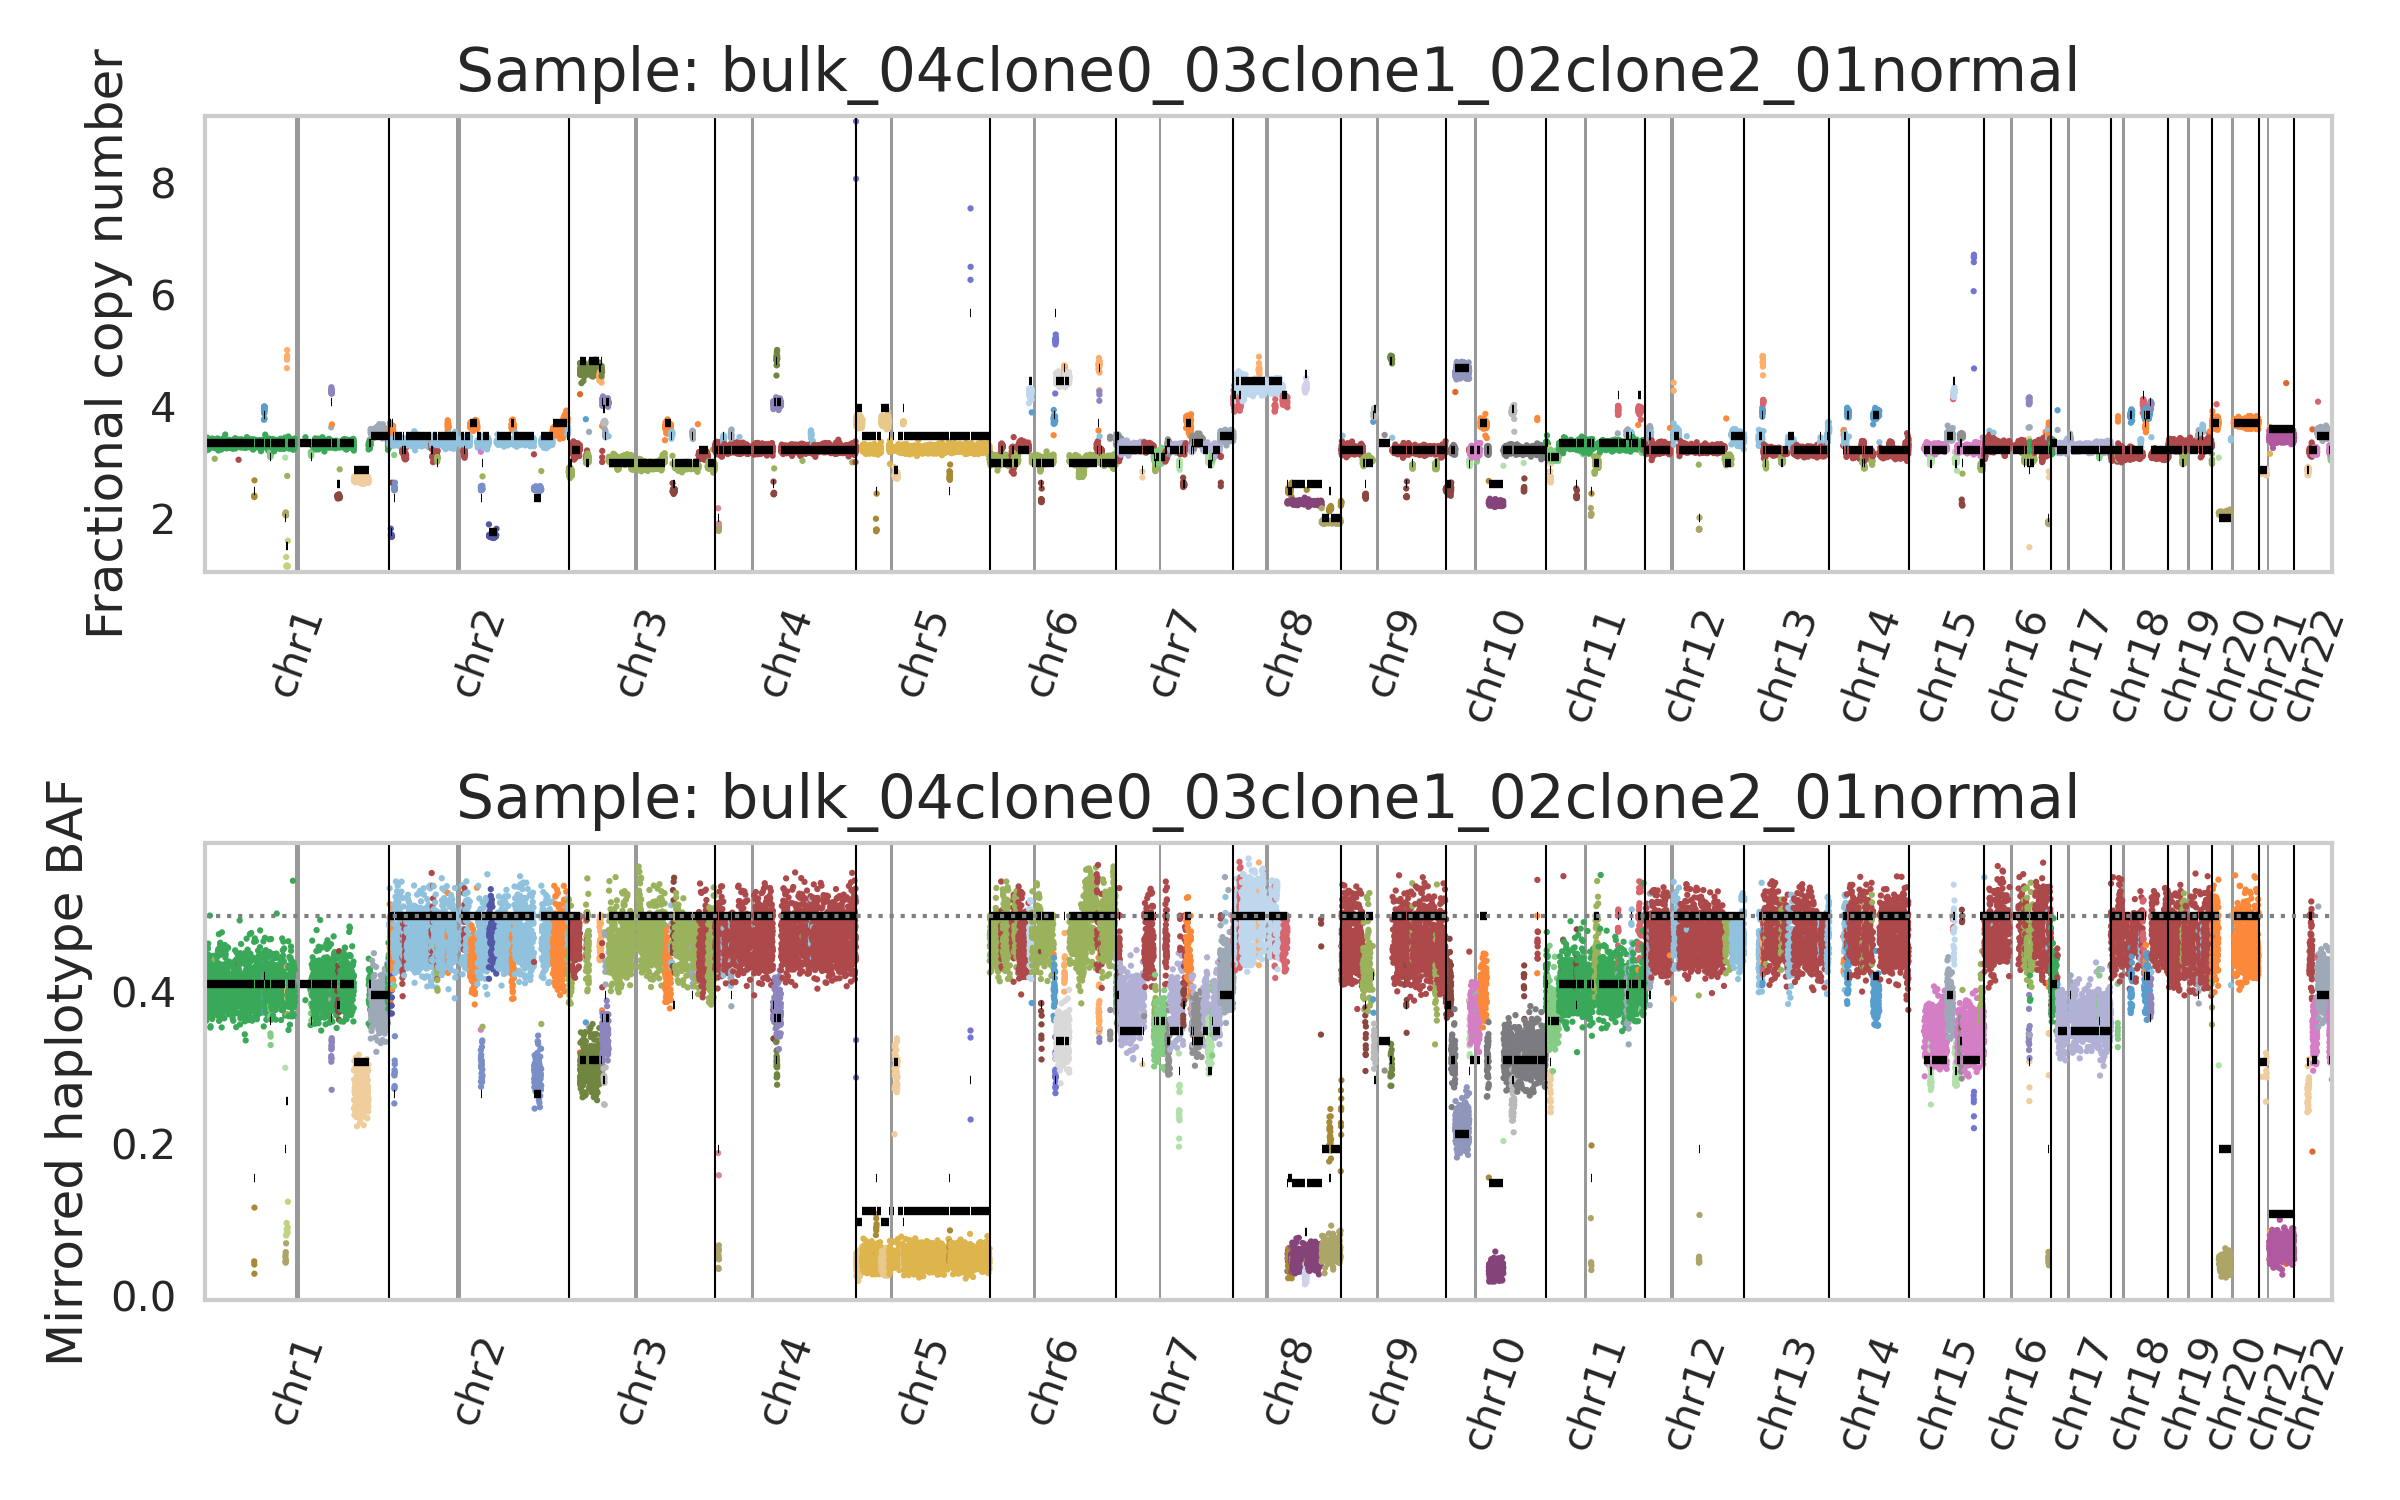 Sample: bulk_04clone0_03clone1_02clone2_01normal
Fractional copy number
8
6
4
2
chr1
chr2
chr3
chr4
chr5
chr6
chr7
chr8
chr9
chr10
chr11
chr12
chr13
chr14
chr15
chr16
chr17
chr18
chr19
chr20
chr21
chr22
Sample: bulk_04clone0_03clone1_02clone2_01normal
Mirrored haplotype BAF
0.4
0.2
0.0
chr1
chr2
chr3
chr4
chr5
chr6
chr7
chr8
chr9
chr10
chr11
chr12
chr13
chr14
chr15
chr16
chr17
chr18
chr19
chr20
chr21
chr22